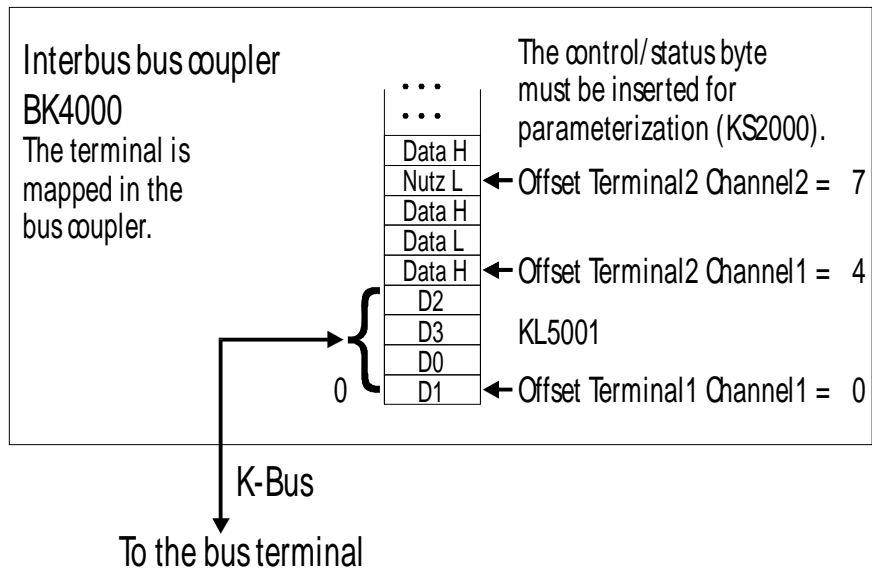 Interbus bus coupler
BK4000
The terminal is
mapped in the
bus coupler.
The control/status byte
must be inserted for
parameterization (KS2000).
...
...
Data H
Nutz L
Offset Terminal2 Channel2 = 7
Data H
Data L
Data H
Offset Terminal2 Channel1 = 4
D2
D3
KL5001
D0
0
D1
Offset Terminal1 Channel1 = 0
K-Bus
To the bus terminal